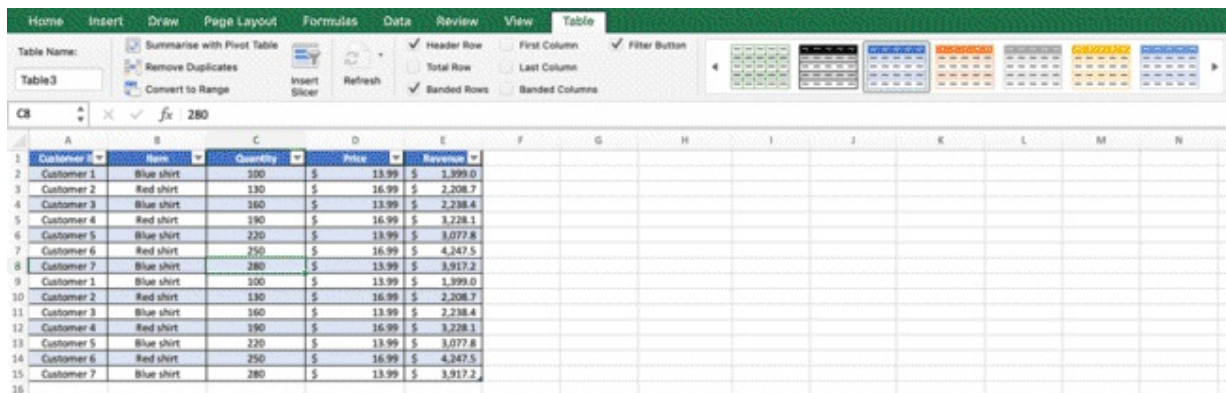 Home Insert Draw Page Layout Formulas Data Review View Table
Table Name:
Table3
Summarise with Pivot Table
Remove Duplicates
Convert to Range
Insert Slicer
Refresh
Header Row First Column Filter Button
Total Row Last Column
Banded Rows Banded Columns
C8 fx 280
A B C D E F G H I J K L M N
1 Customer Item Quantity Price Revenue
2 Customer 1 Blue shirt 100 $ 13.99 $ 1,399.0
3 Customer 2 Red shirt 130 $ 16.99 $ 2,208.7
4 Customer 3 Blue shirt 160 $ 13.99 $ 2,238.4
5 Customer 4 Red shirt 190 $ 16.99 $ 3,228.1
6 Customer 5 Blue shirt 220 $ 13.99 $ 3,077.8
7 Customer 6 Red shirt 250 $ 16.99 $ 4,247.5
8 Customer 7 Blue shirt 280 $ 13.99 $ 3,917.2
9 Customer 1 Blue shirt 100 $ 13.99 $ 1,399.0
10 Customer 2 Red shirt 130 $ 16.99 $ 2,208.7
11 Customer 3 Blue shirt 160 $ 13.99 $ 2,238.4
12 Customer 4 Red shirt 190 $ 16.99 $ 3,228.1
13 Customer 5 Blue shirt 220 $ 13.99 $ 3,077.8
14 Customer 6 Red shirt 250 $ 16.99 $ 4,247.5
15 Customer 7 Blue shirt 280 $ 13.99 $ 3,917.2
16